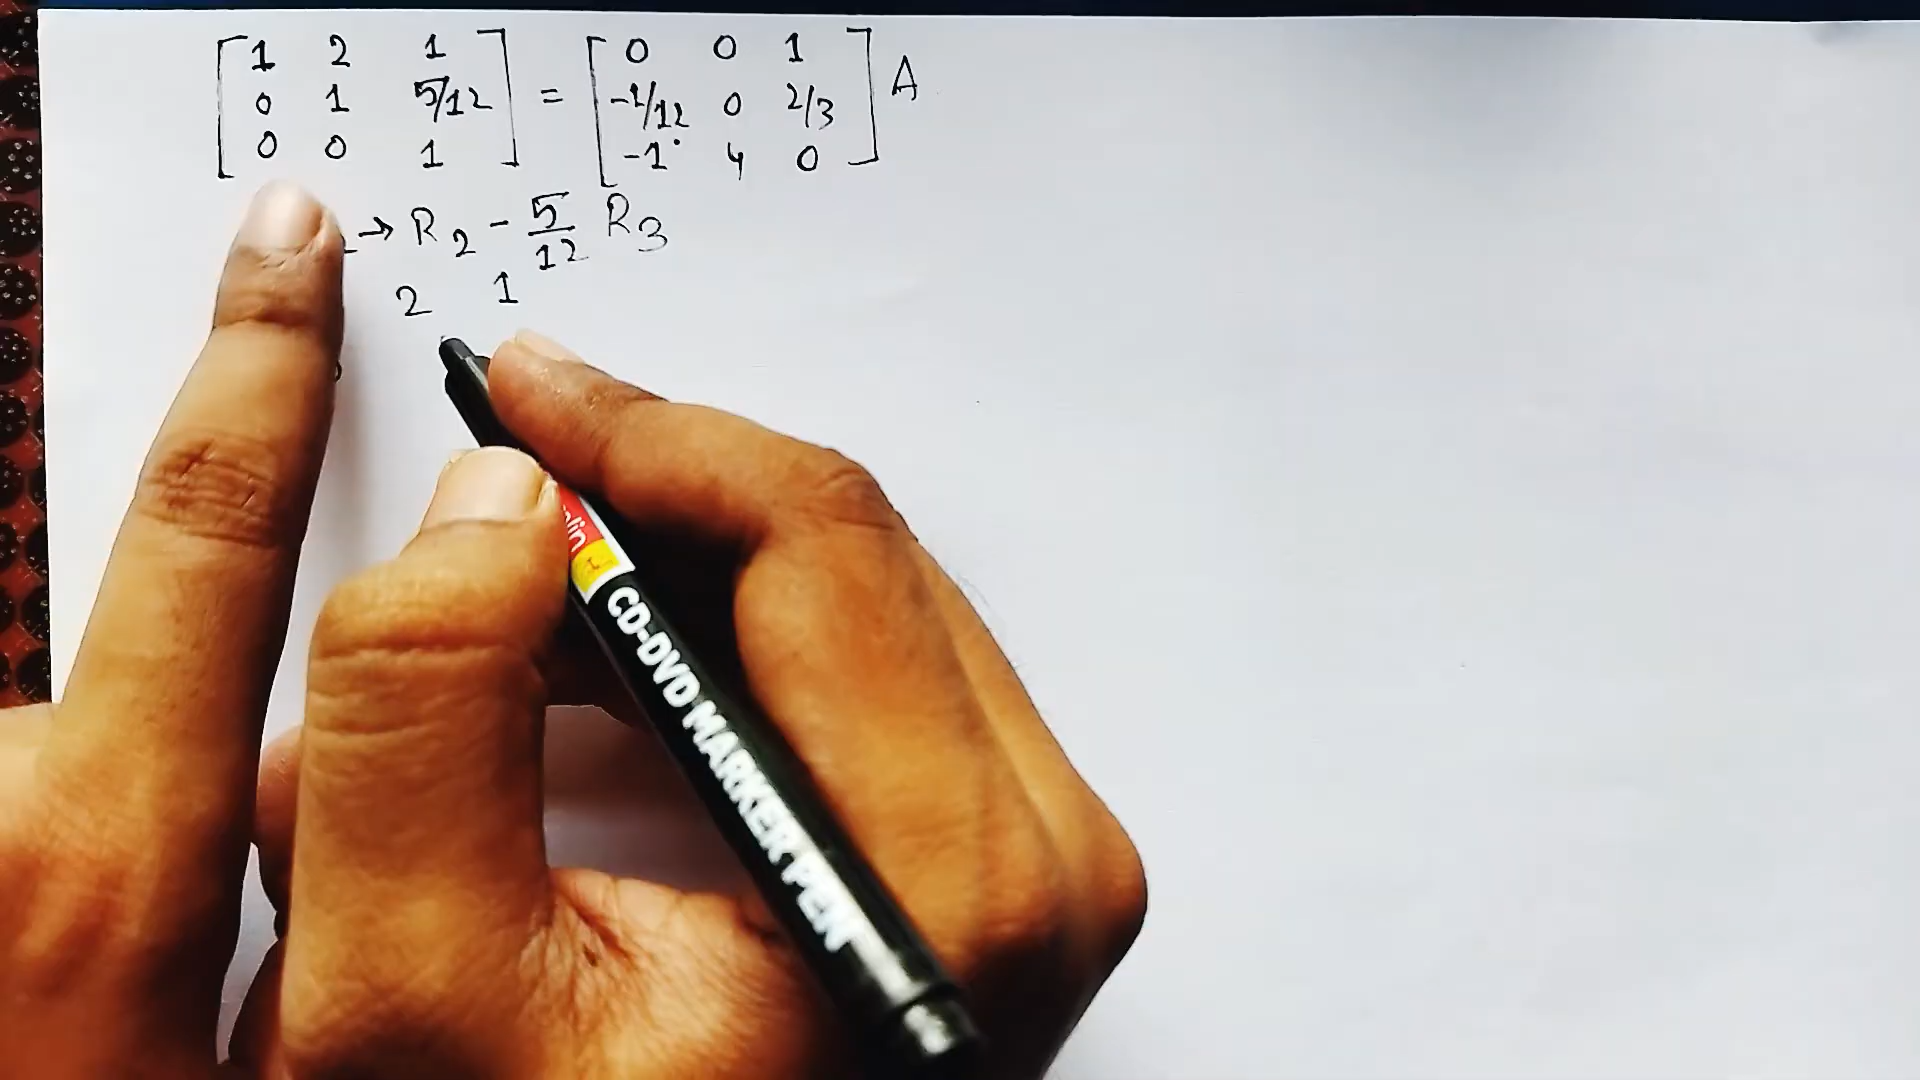 1 2 1 0 0 1
0 1 5/12 = -1/12 0 2/3 A
0 0 1 -1 4 0
→ R2 - 5/12 R3
2 1
CD-DVD MARKER PEN